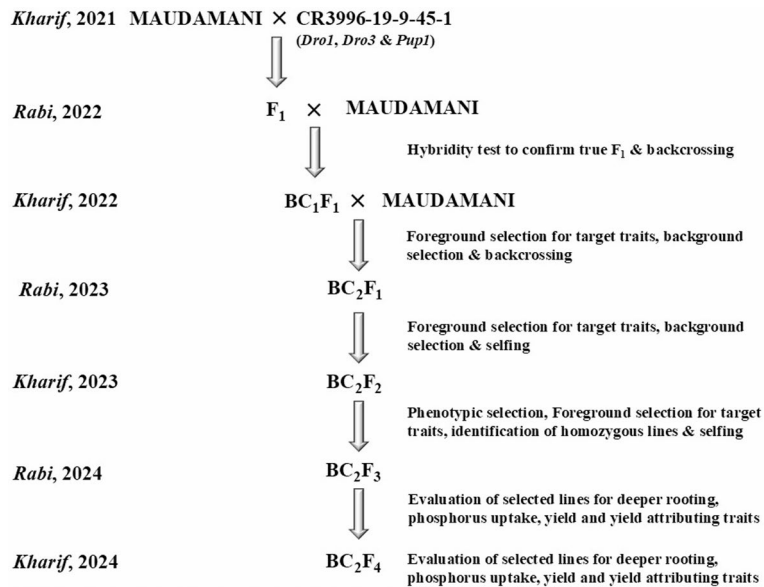 Kharif, 2021 MAUDAMANI × CR3996-19-9-45-1
(Dro1, Dro3 & Pup1)
Rabi, 2022 F₁ × MAUDAMANI
Hybridity test to confirm true F₁ & backcrossing
Kharif, 2022 BC₁F₁ × MAUDAMANI
Foreground selection for target traits, background
selection & backcrossing
Rabi, 2023 BC₂F₁
Foreground selection for target traits, background
selection & selfing
Kharif, 2023 BC₂F₂
Phenotypic selection, Foreground selection for target
traits, identification of homozygous lines & selfing
Rabi, 2024 BC₂F₃
Evaluation of selected lines for deeper rooting,
phosphorus uptake, yield and yield attributing traits
Kharif, 2024 BC₂F₄ Evaluation of selected lines for deeper rooting,
phosphorus uptake, yield and yield attributing traits